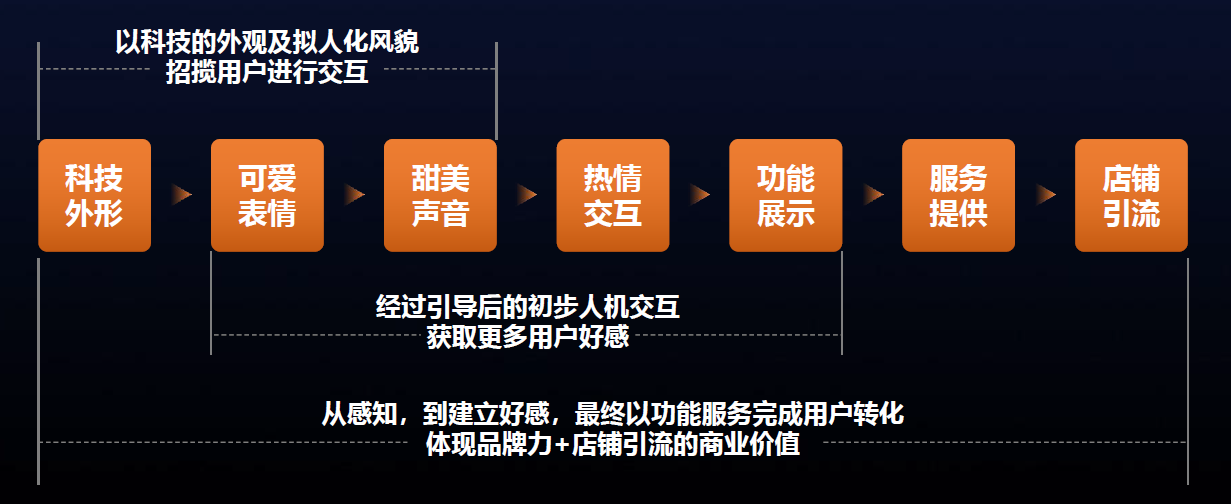 以科技的外观及拟人化风貌
招揽用户进行交互
科技
外形
可爱
表情
甜美
声音
热情
交互
功能
展示
服务
提供
店铺
引流
经过引导后的初步人机交互
获取更多用户好感
从感知，到建立好感，最终以功能服务完成用户转化
体现品牌力+店铺引流的商业价值